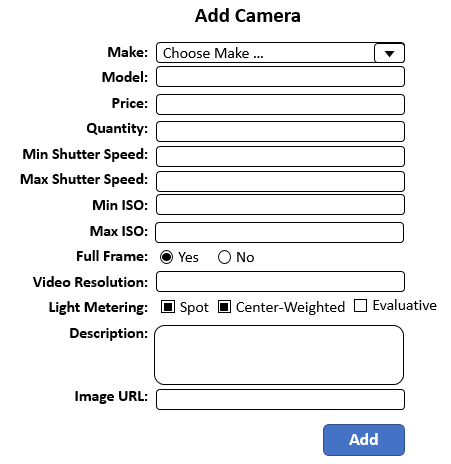 Add Camera
Make: Choose Make ...
Model:
Price:
Quantity:
Min Shutter Speed:
Max Shutter Speed:
Min ISO:
Max ISO:
Full Frame: Yes No
Video Resolution:
Light Metering: Spot Center-Weighted Evaluative
Description:
Image URL:
Add